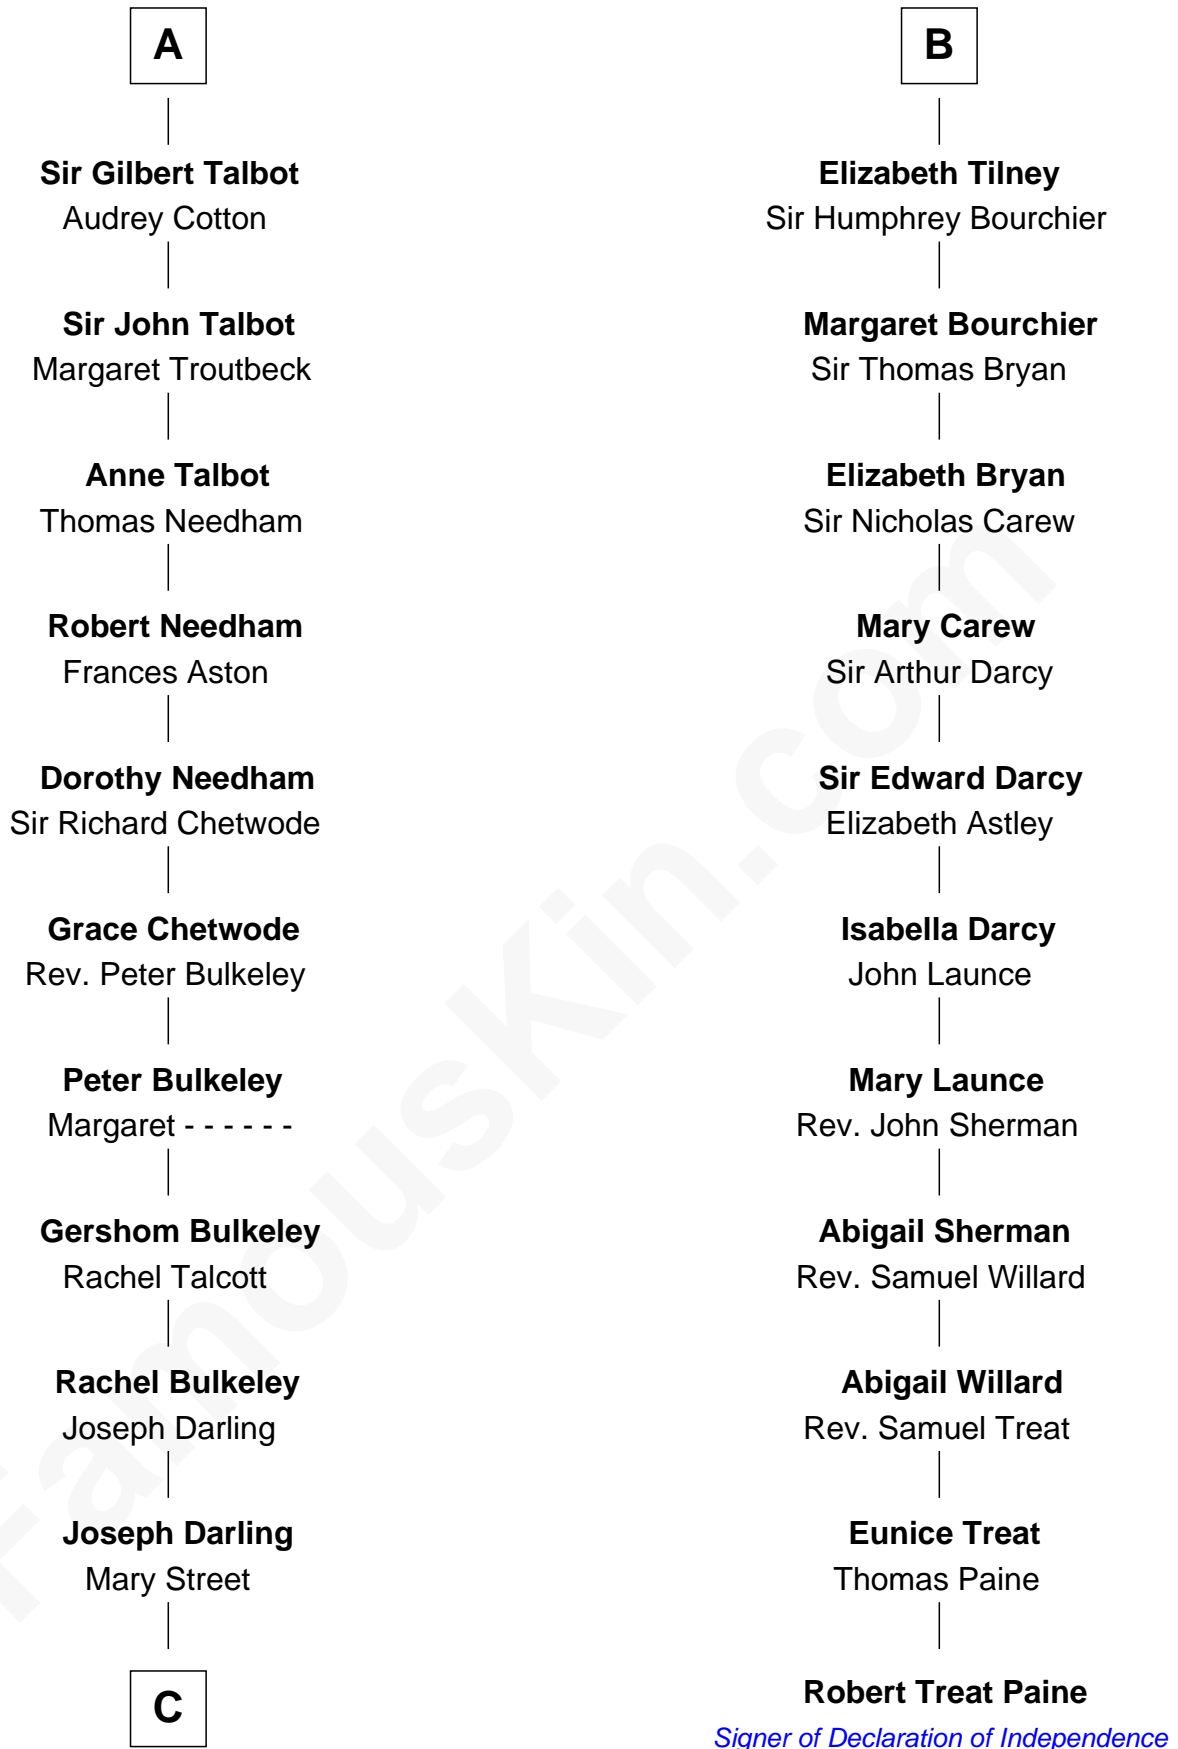 A
Sir Gilbert Talbot
Audrey Cotton
Sir John Talbot
Margaret Troutbeck
Anne Talbot
Thomas Needham
Robert Needham
Frances Aston
Dorothy Needham
Sir Richard Chetwode
Grace Chetwode
Rev. Peter Bulkeley
Peter Bulkeley
Margaret - - - - - -
Gershom Bulkeley
Rachel Talcott
Rachel Bulkeley
Joseph Darling
Joseph Darling
Mary Street
C
B
Elizabeth Tilney
Sir Humphrey Bourchier
Margaret Bourchier
Sir Thomas Bryan
Elizabeth Bryan
Sir Nicholas Carew
Mary Carew
Sir Arthur Darcy
Sir Edward Darcy
Elizabeth Astley
Isabella Darcy
John Launce
Mary Launce
Rev. John Sherman
Abigail Sherman
Rev. Samuel Willard
Abigail Willard
Rev. Samuel Treat
Eunice Treat
Thomas Paine
Robert Treat Paine
Signer of Declaration of Independence
FamousKin.com